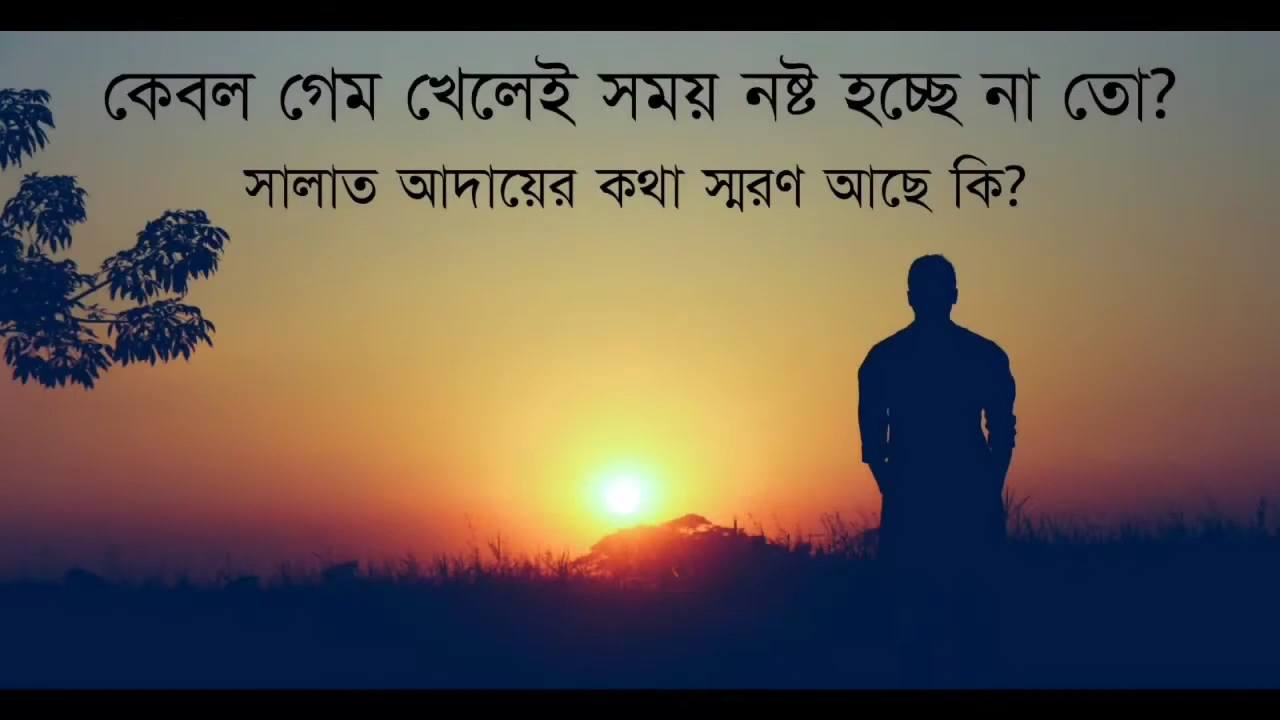 কেবল গেম খেলেই সময় নষ্ট হচ্ছে না তো?
সালাত আদায়ের কথা স্মরণ আছে কি?